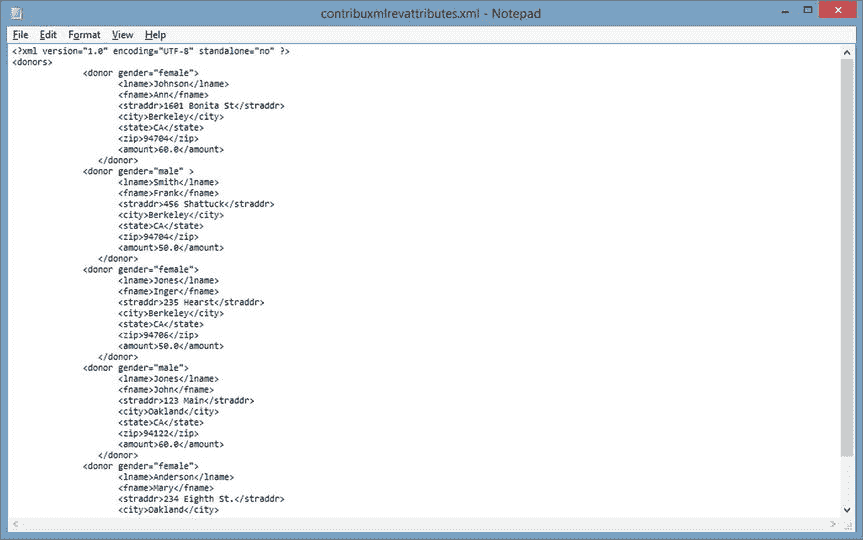 contribuxmlrevattributes.xml - Notepad
File Edit Format View Help
<?xml version="1.0" encoding="UTF-8" standalone="no" ?>
<donors>
<donor gender="female">
<lname>Johnson</lname>
<fname>Ann</fname>
<straddr>1601 Bonita St</straddr>
<city>Berkeley</city>
<state>CA</state>
<zip>94704</zip>
<amount>60.0</amount>
</donor>
<donor gender="male" >
<lname>Smith</lname>
<fname>Frank</fname>
<straddr>456 Shattuck</straddr>
<city>Berkeley</city>
<state>CA</state>
<zip>94704</zip>
<amount>50.0</amount>
</donor>
<donor gender="female">
<lname>Jones</lname>
<fname>Inger</fname>
<straddr>235 Hearst</straddr>
<city>Berkeley</city>
<state>CA</state>
<zip>94706</zip>
<amount>50.0</amount>
</donor>
<donor gender="male">
<lname>Jones</lname>
<fname>John</fname>
<straddr>123 Main</straddr>
<city>Oakland</city>
<state>CA</state>
<zip>94122</zip>
<amount>60.0</amount>
</donor>
<donor gender="female">
<lname>Anderson</lname>
<fname>Mary</fname>
<straddr>234 Eighth St.</straddr>
<city>Oakland</city>